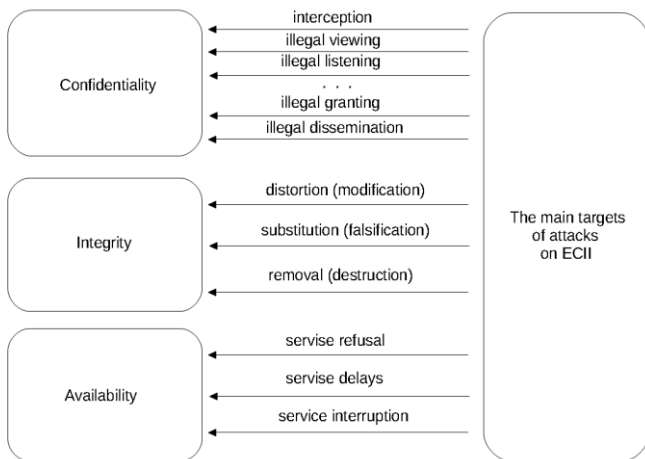 interception
illegal viewing
illegal listening
. . .
illegal granting
illegal dissemination
Confidentiality
distortion (modification)
substitution (falsification)
removal (destruction)
Integrity
servise refusal
servise delays
service interruption
Availability
The main targets
of attacks
on ECII